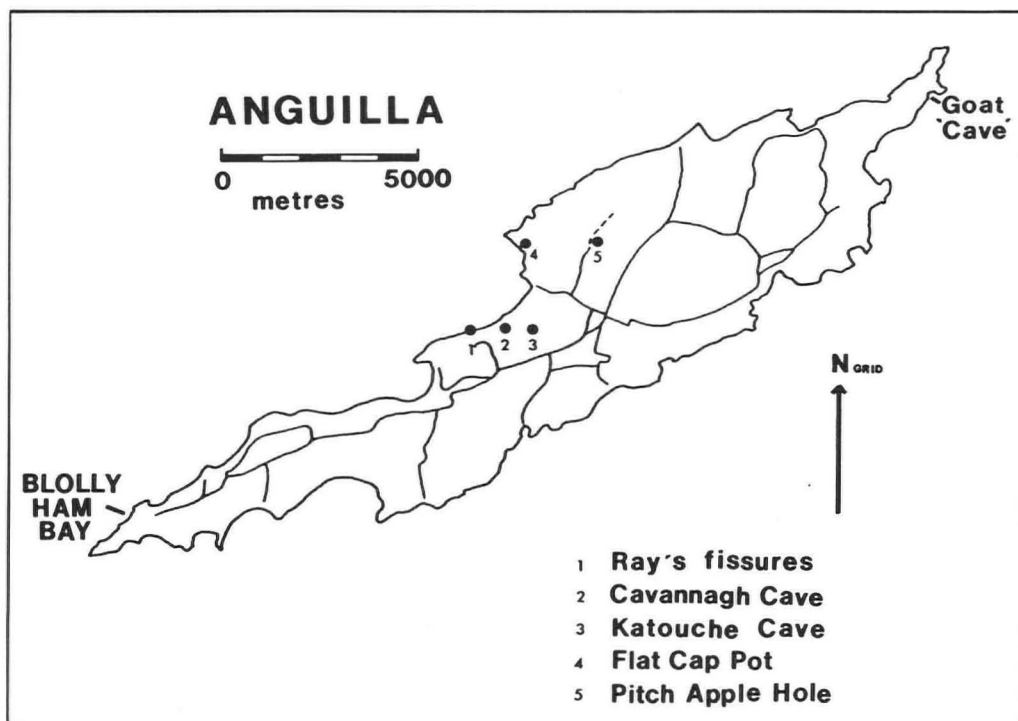 ANGUILLA
0 5000
metres
Goat
'Cave'
4
5
1
2
3
N GRID
BLOLLY
HAM
BAY
1 Ray's fissures
2 Cavannagh Cave
3 Katouche Cave
4 Flat Cap Pot
5 Pitch Apple Hole